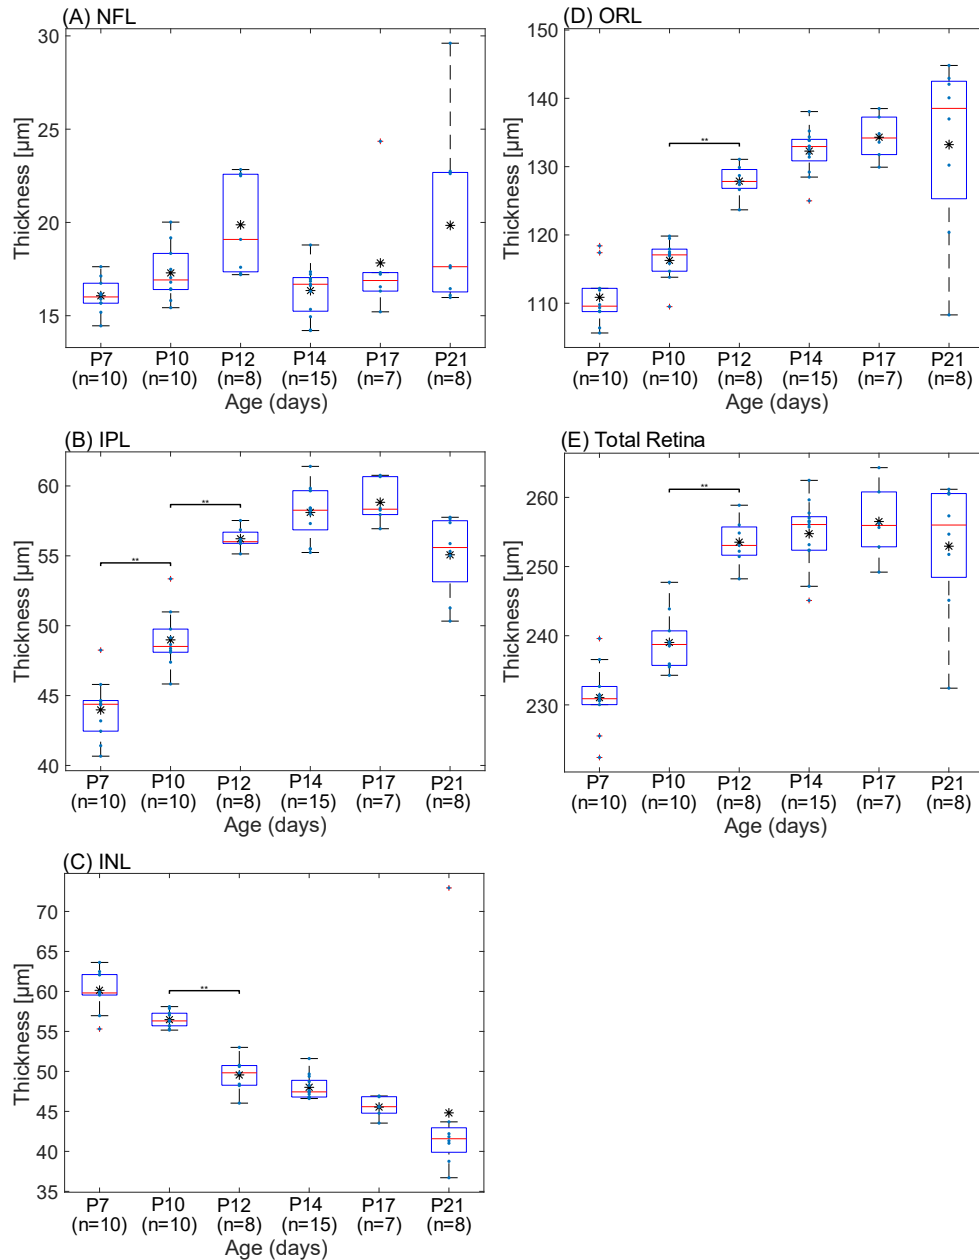 (A) NFL
Thickness [µm]
30
25
20
15
P7 P10 P12 P14 P17 P21
(n=10) (n=10) (n=8) (n=15) (n=7) (n=8)
Age (days)
(D) ORL
Thickness [µm]
150
140
130
120
110
**
P7 P10 P12 P14 P17 P21
(n=10) (n=10) (n=8) (n=15) (n=7) (n=8)
Age (days)
(B) IPL
Thickness [µm]
60
55
50
45
40
**
**
P7 P10 P12 P14 P17 P21
(n=10) (n=10) (n=8) (n=15) (n=7) (n=8)
Age (days)
(E) Total Retina
Thickness [µm]
260
250
240
230
**
P7 P10 P12 P14 P17 P21
(n=10) (n=10) (n=8) (n=15) (n=7) (n=8)
Age (days)
(C) INL
Thickness [µm]
70
65
60
55
50
45
40
35
**
P7 P10 P12 P14 P17 P21
(n=10) (n=10) (n=8) (n=15) (n=7) (n=8)
Age (days)